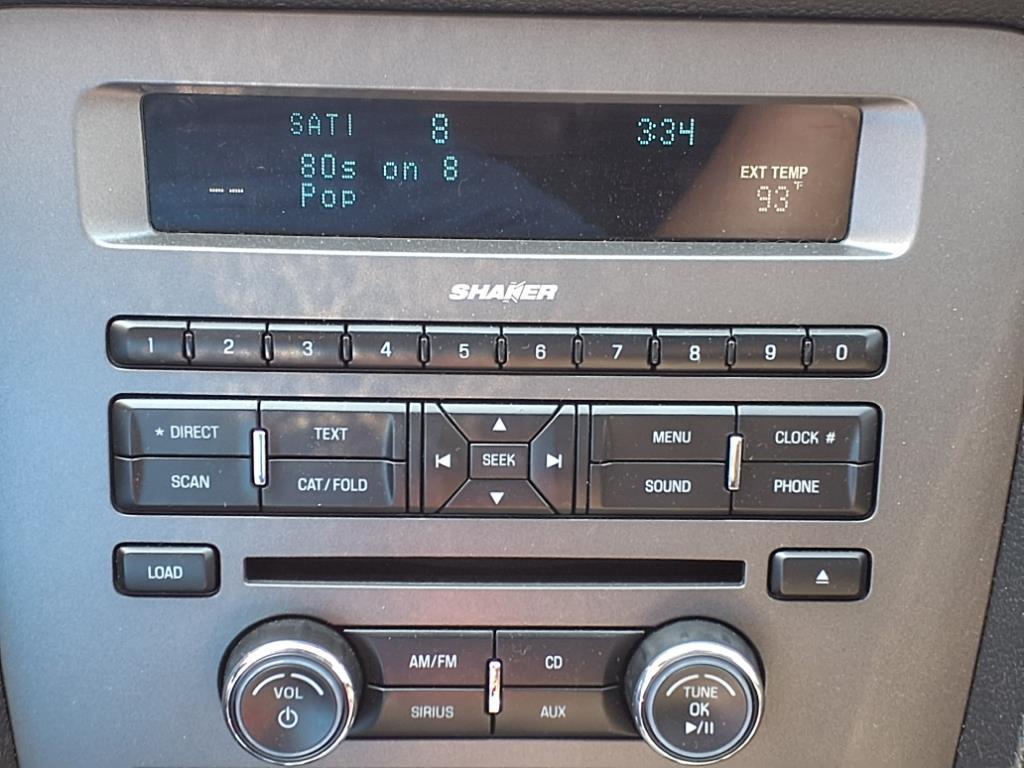 SAT1 8 3:34
80s on 8
EXT TEMP
-- Pop 93 °F
SHAKER
1 2 3 4 5 6 7 8 9 0
* DIRECT TEXT MENU CLOCK #
SEEK
SCAN CAT/FOLD SOUND PHONE
LOAD
AM/FM CD
VOL TUNE
SIRIUS AUX OK